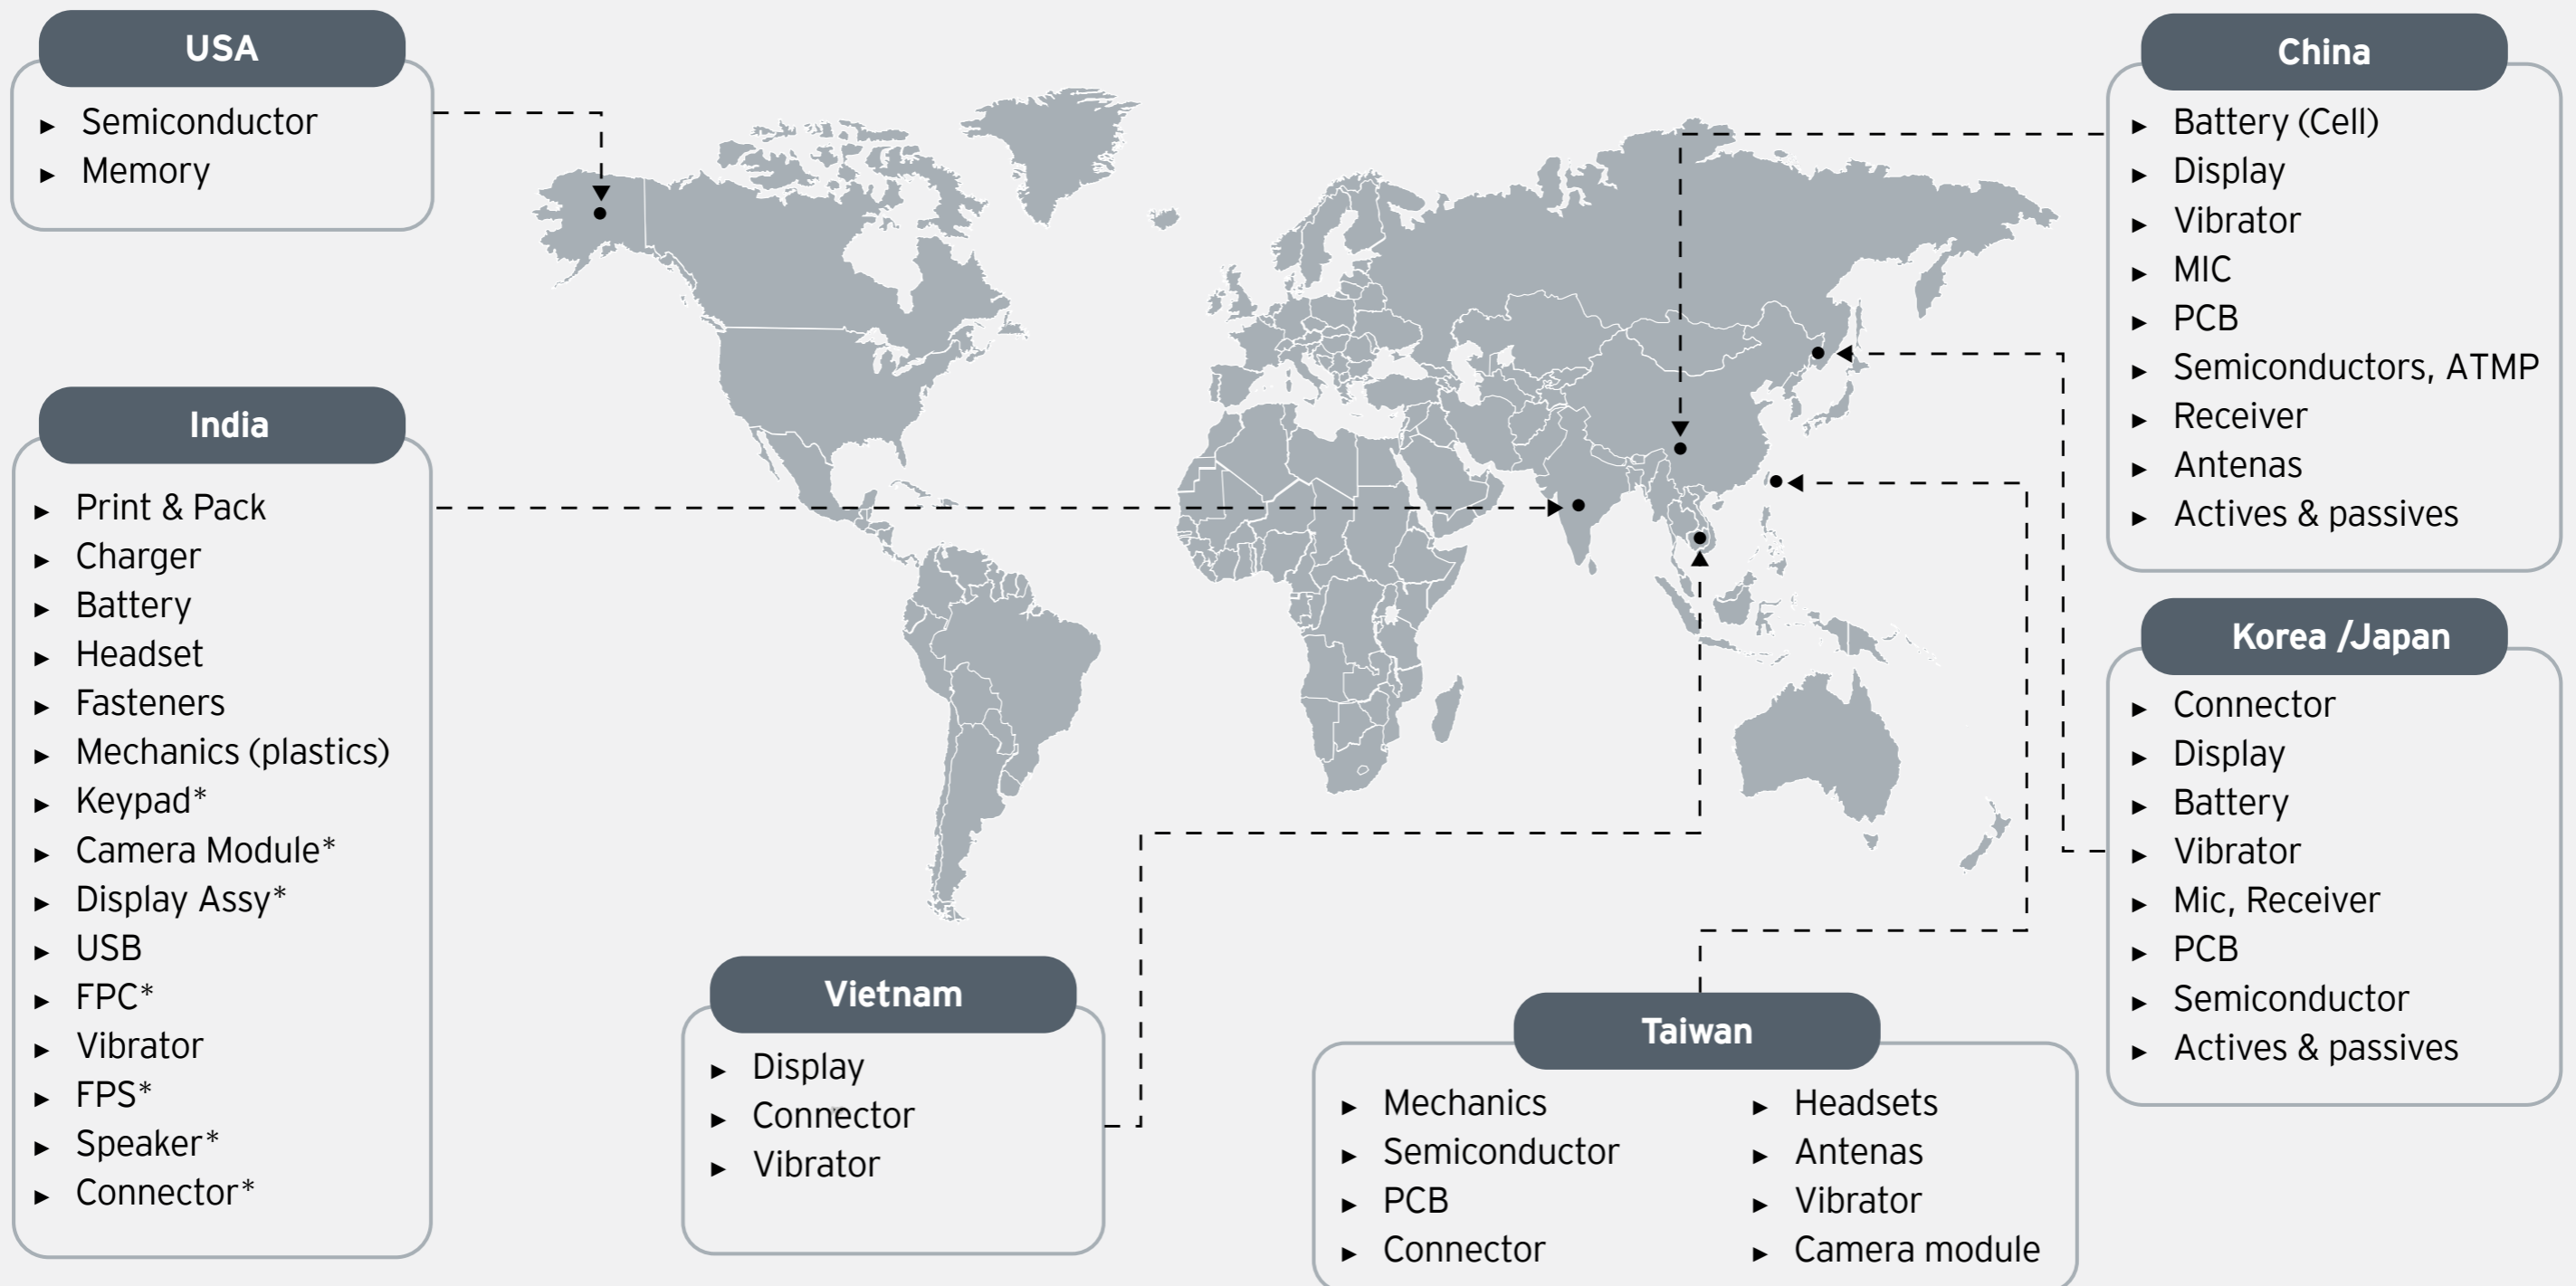 USA
Semiconductor
Memory
India
Print & Pack
Charger
Battery
Headset
Fasteners
Mechanics (plastics)
Keypad*
Camera Module*
Display Assy*
USB
FPC*
Vibrator
FPS*
Speaker*
Connector*
Vietnam
Display
Connector
Vibrator
Taiwan
Mechanics
Semiconductor
PCB
Connector
Headsets
Antenas
Vibrator
Camera module
China
Battery (Cell)
Display
Vibrator
MIC
PCB
Semiconductors, ATMP
Receiver
Antenas
Actives & passives
Korea /Japan
Connector
Display
Battery
Vibrator
Mic, Receiver
PCB
Semiconductor
Actives & passives